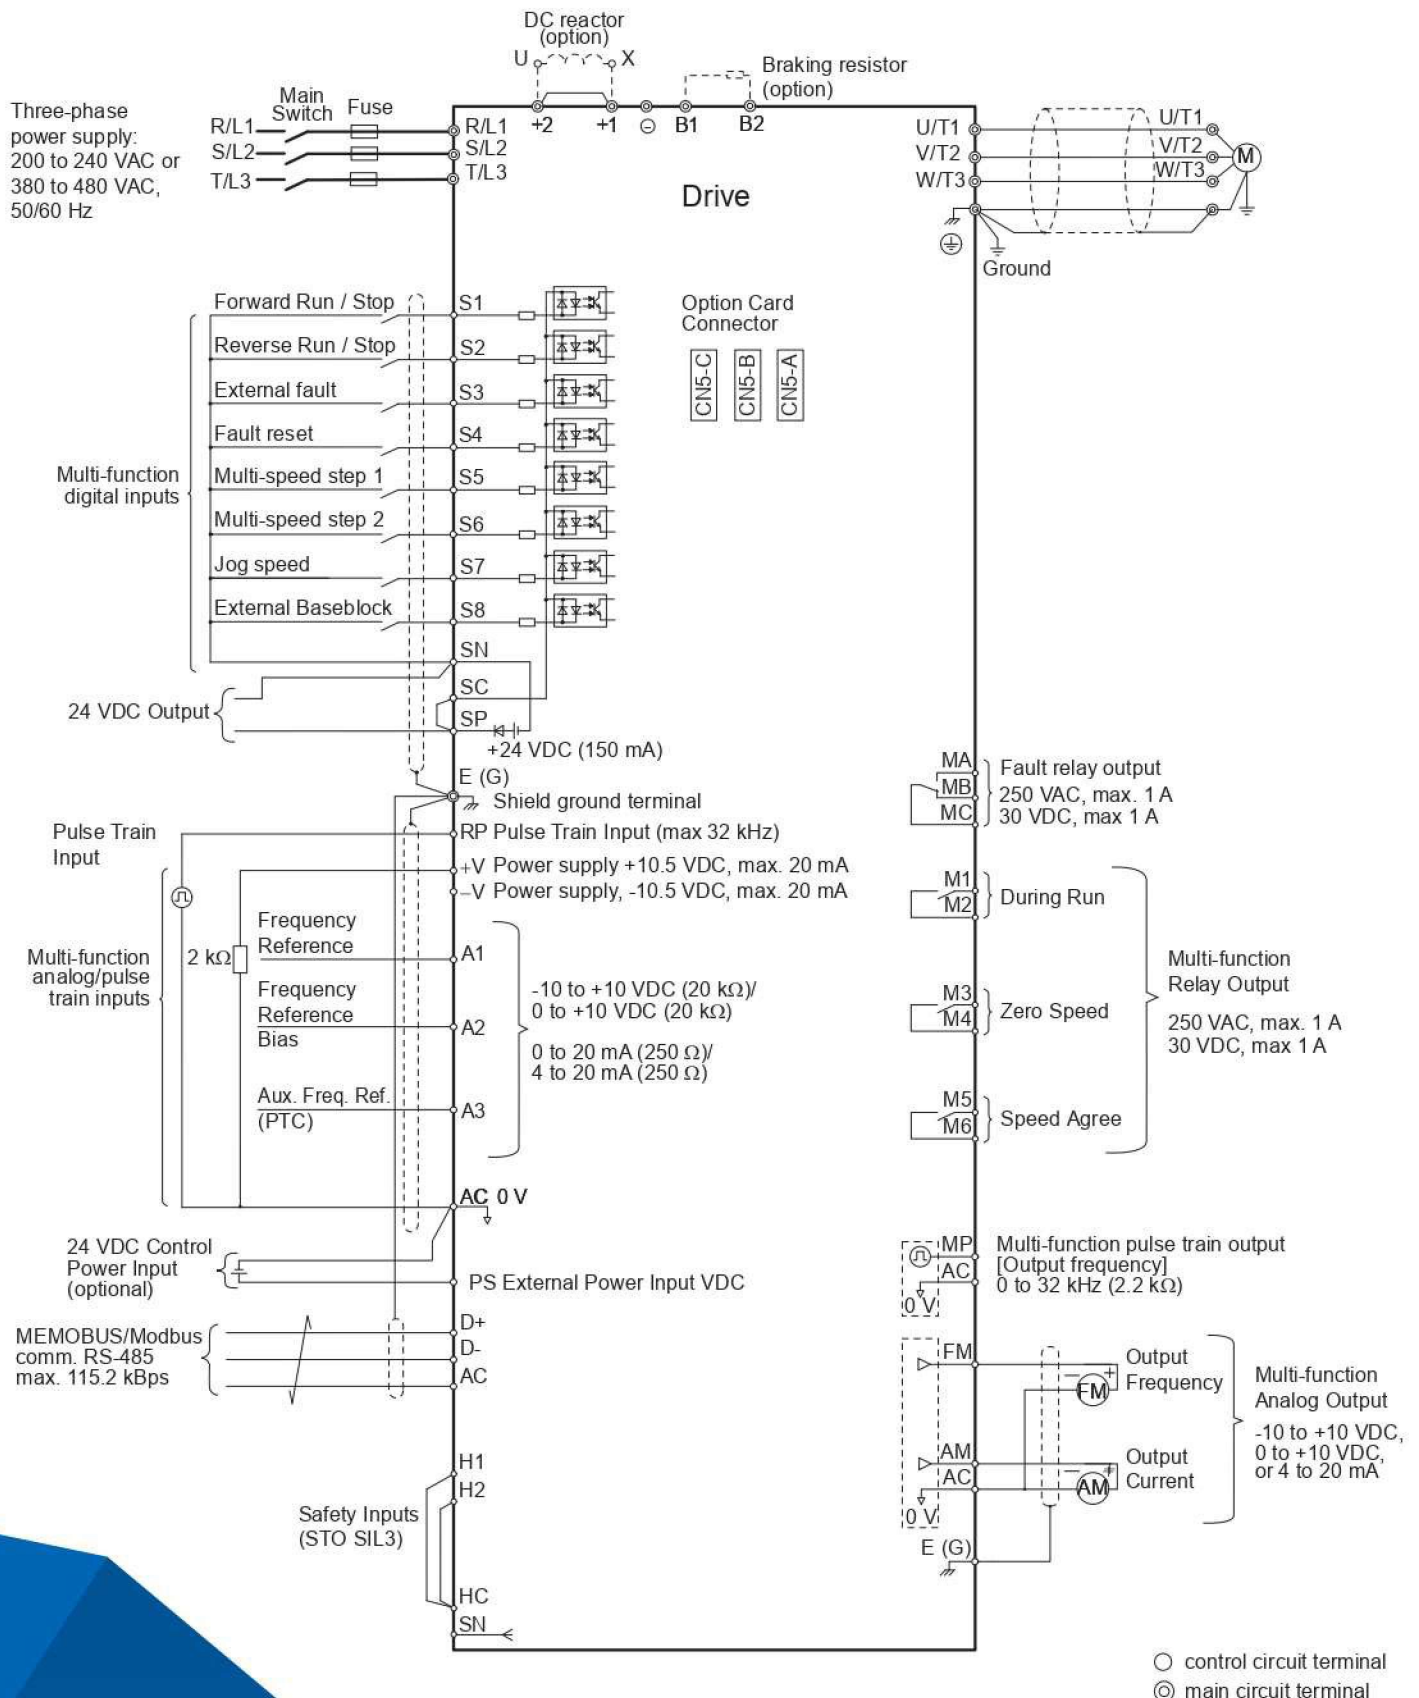 DC reactor
(option)
U X
Braking resistor
(option)
Three-phase
power supply:
200 to 240 VAC or
380 to 480 VAC,
50/60 Hz
Main
Switch
Fuse
R/L1
S/L2
T/L3
R/L1
S/L2
T/L3
+2 +1 ⊖ B1 B2
Drive
U/T1
V/T2
W/T3
U/T1
V/T2
W/T3
M
Ground
Option Card
Connector
CN5-C
CN5-B
CN5-A
Multi-function
digital inputs
Forward Run / Stop
S1
Reverse Run / Stop
S2
External fault
S3
Fault reset
S4
Multi-speed step 1
S5
Multi-speed step 2
S6
Jog speed
S7
External Baseblock
S8
SN
SC
24 VDC Output
SP
+24 VDC (150 mA)
E (G)
Shield ground terminal
Pulse Train
Input
RP Pulse Train Input (max 32 kHz)
+V Power supply +10.5 VDC, max. 20 mA
−V Power supply, -10.5 VDC, max. 20 mA
Multi-function
analog/pulse
train inputs
2 kΩ
Frequency
Reference
A1
Frequency
Reference
Bias
A2
Aux. Freq. Ref.
(PTC)
A3
-10 to +10 VDC (20 kΩ)/
0 to +10 VDC (20 kΩ)
0 to 20 mA (250 Ω)/
4 to 20 mA (250 Ω)
AC 0 V
24 VDC Control
Power Input
(optional)
PS External Power Input VDC
MEMOBUS/Modbus
comm. RS-485
max. 115.2 kBps
D+
D-
AC
H1
H2
Safety Inputs
(STO SIL3)
HC
SN
MA
MB
MC
Fault relay output
250 VAC, max. 1 A
30 VDC, max 1 A
M1
M2
During Run
M3
M4
Zero Speed
M5
M6
Speed Agree
Multi-function
Relay Output
250 VAC, max. 1 A
30 VDC, max 1 A
MP
AC
0 V
Multi-function pulse train output
[Output frequency]
0 to 32 kHz (2.2 kΩ)
FM
− +
FM
Output
Frequency
AM
AC
0 V
− +
AM
Output
Current
E (G)
Multi-function
Analog Output
-10 to +10 VDC,
0 to +10 VDC,
or 4 to 20 mA
control circuit terminal
main circuit terminal